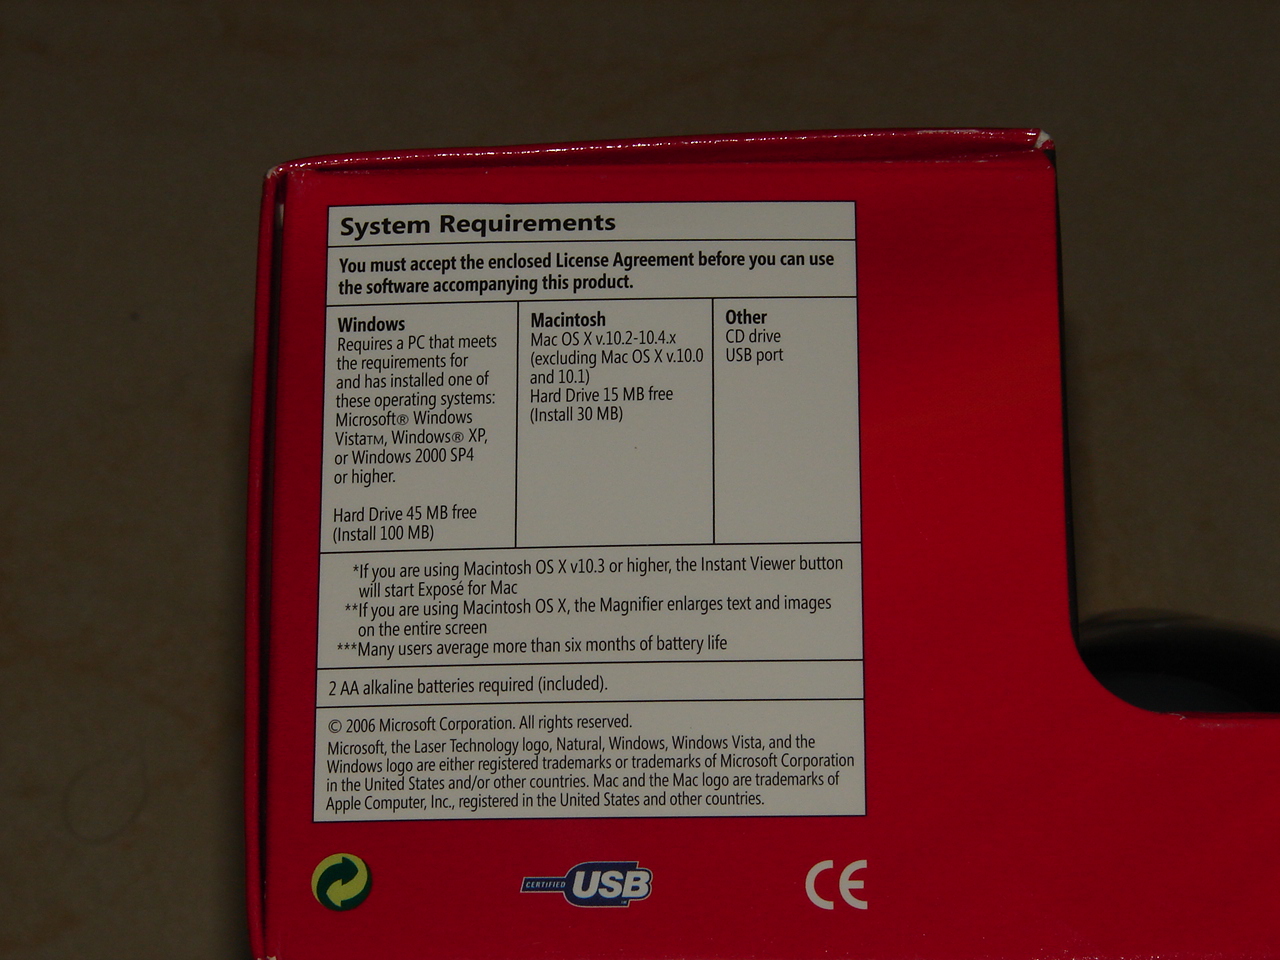 System Requirements
You must accept the enclosed License Agreement before you can use
the software accompanying this product.
Windows
Requires a PC that meets
the requirements for
and has installed one of
these operating systems:
Microsoft® Windows
Vista™, Windows® XP,
or Windows 2000 SP4
or higher.
Hard Drive 45 MB free
(Install 100 MB)
Macintosh
Mac OS X v.10.2-10.4.x
(excluding Mac OS X v.10.0
and 10.1)
Hard Drive 15 MB free
(Install 30 MB)
Other
CD drive
USB port
*If you are using Macintosh OS X v10.3 or higher, the Instant Viewer button
will start Exposé for Mac
**If you are using Macintosh OS X, the Magnifier enlarges text and images
on the entire screen
***Many users average more than six months of battery life
2 AA alkaline batteries required (included).
© 2006 Microsoft Corporation. All rights reserved.
Microsoft, the Laser Technology logo, Natural, Windows, Windows Vista, and the
Windows logo are either registered trademarks or trademarks of Microsoft Corporation
in the United States and/or other countries. Mac and the Mac logo are trademarks of
Apple Computer, Inc., registered in the United States and other countries.
CERTIFIED USB
CE